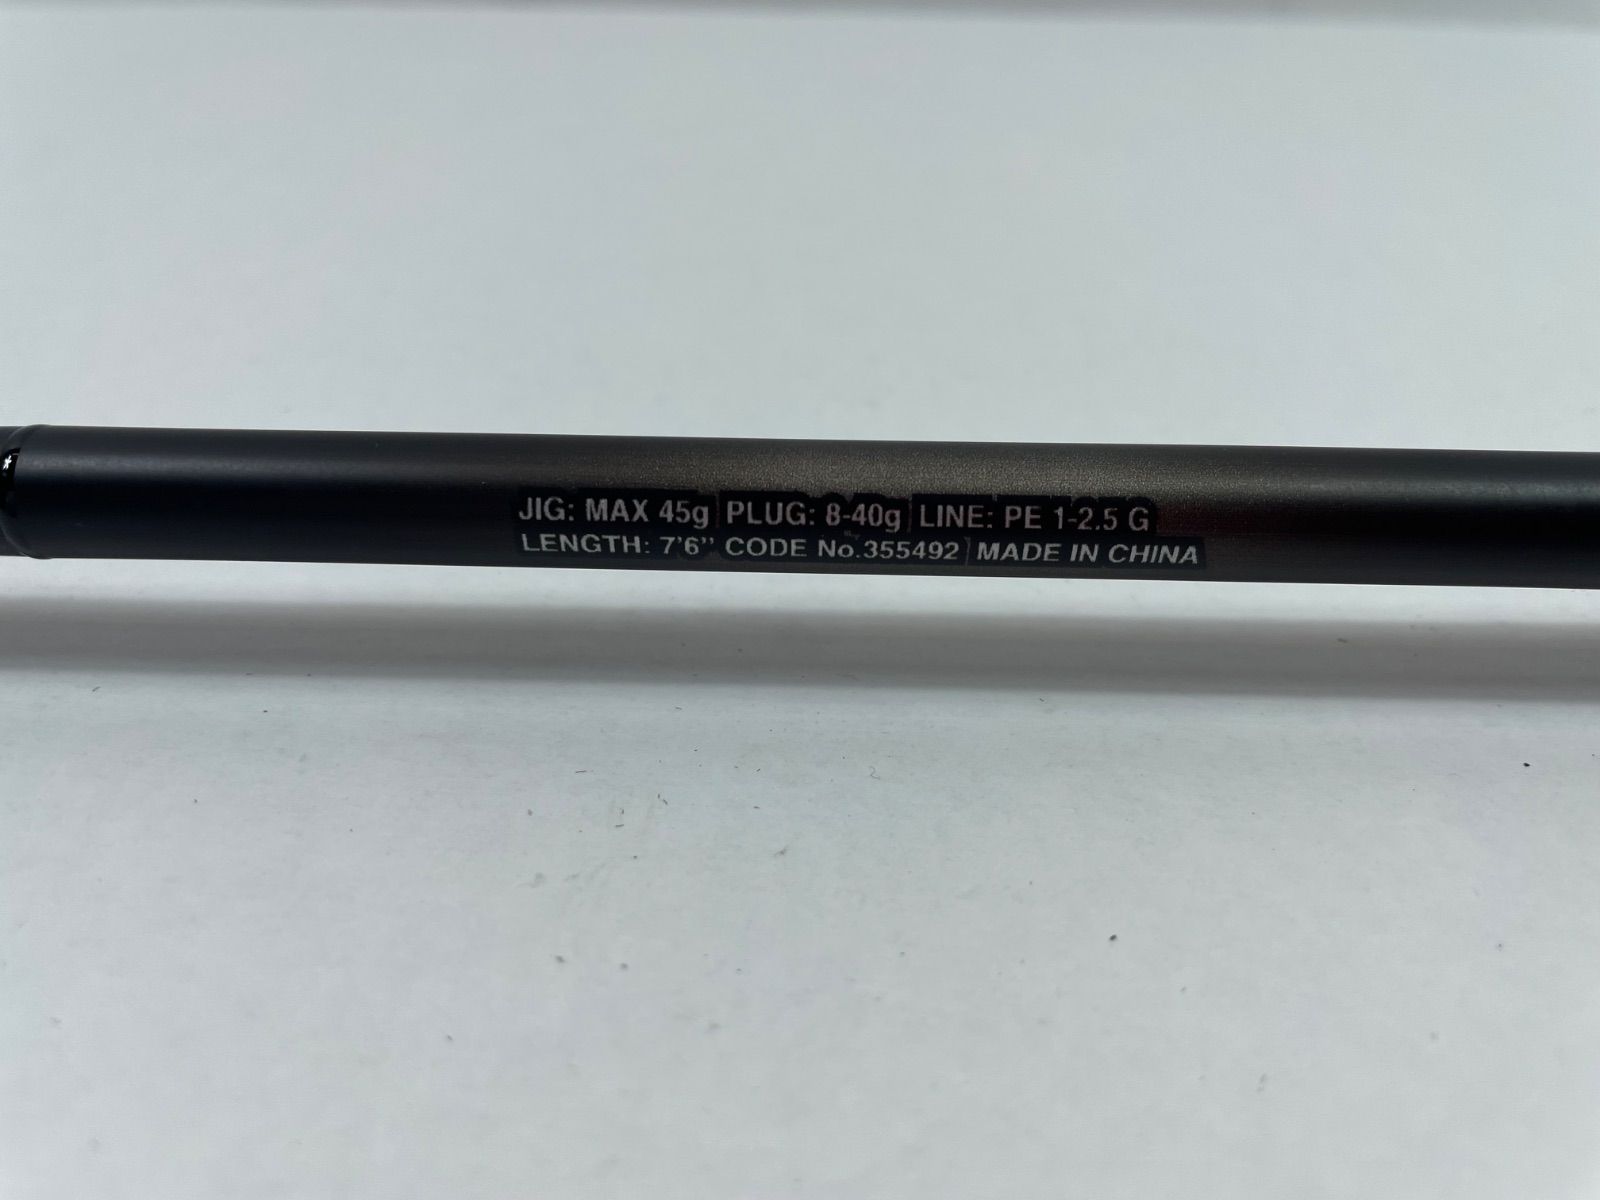 JIG: MAX 45g | PLUG: 8-40g | LINE: PE 1-2.5 G
LENGTH: 7'6" CODE No.355492 | MADE IN CHINA